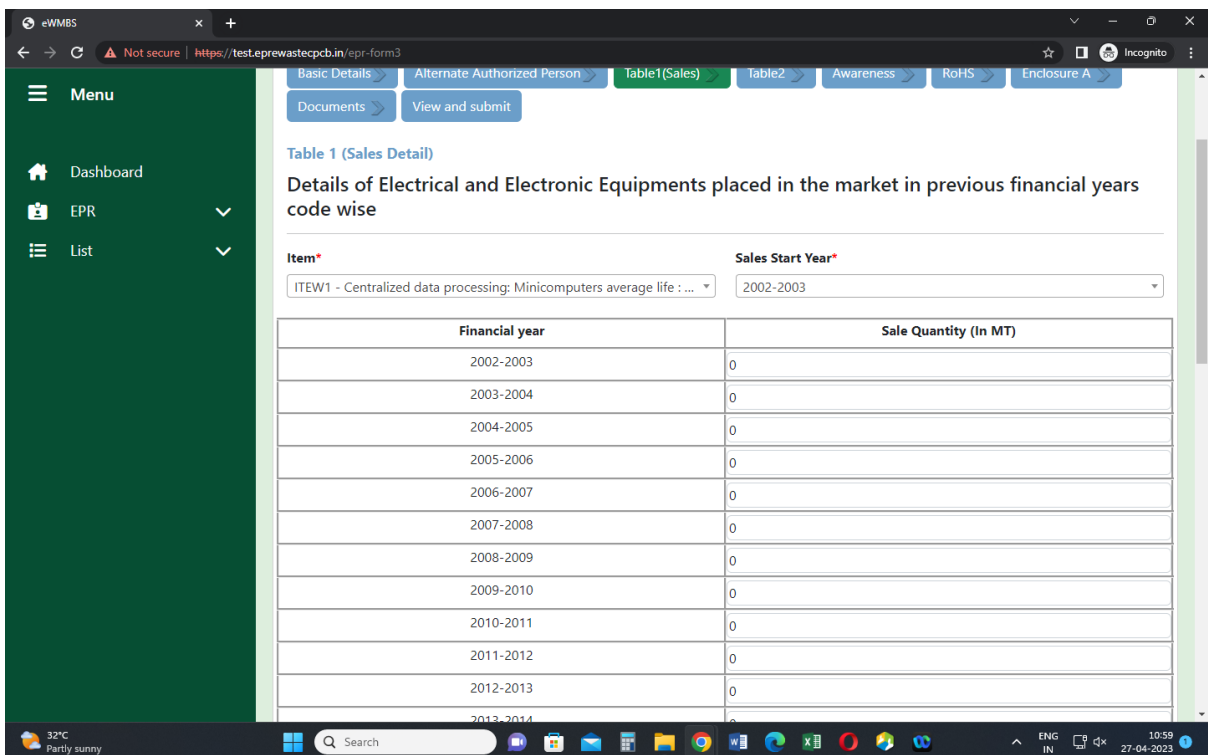 eWMBS
Not secure | https://test.eprewastecpcb.in/epr-form3
Incognito
Menu
Dashboard
EPR
List
Basic Details
Alternate Authorized Person
Table1(Sales)
Table2
Awareness
RoHS
Enclosure A
Documents
View and submit
Table 1 (Sales Detail)
Details of Electrical and Electronic Equipments placed in the market in previous financial years
code wise
Item*
Sales Start Year*
ITEW1 - Centralized data processing: Minicomputers average life : ...
2002-2003
Financial year
Sale Quantity (In MT)
2002-2003
0
2003-2004
0
2004-2005
0
2005-2006
0
2006-2007
0
2007-2008
0
2008-2009
0
2009-2010
0
2010-2011
0
2011-2012
0
2012-2013
0
2013-2014
32°C
Partly sunny
Search
ENG
IN
10:59
27-04-2023
1